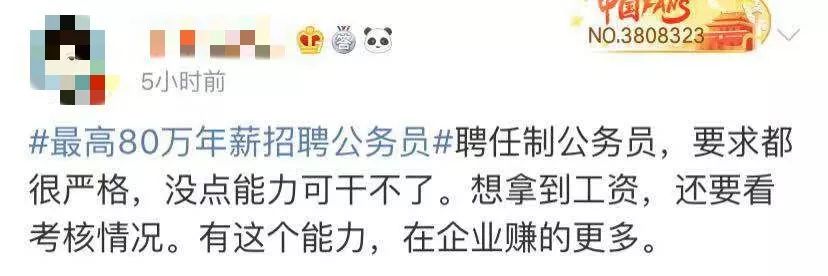 中国FANS
NO.3808323
5小时前
#最高80万年薪招聘公务员#聘任制公务员，要求都
很严格，没点能力可干不了。想拿到工资，还要看
考核情况。有这个能力，在企业赚的更多。